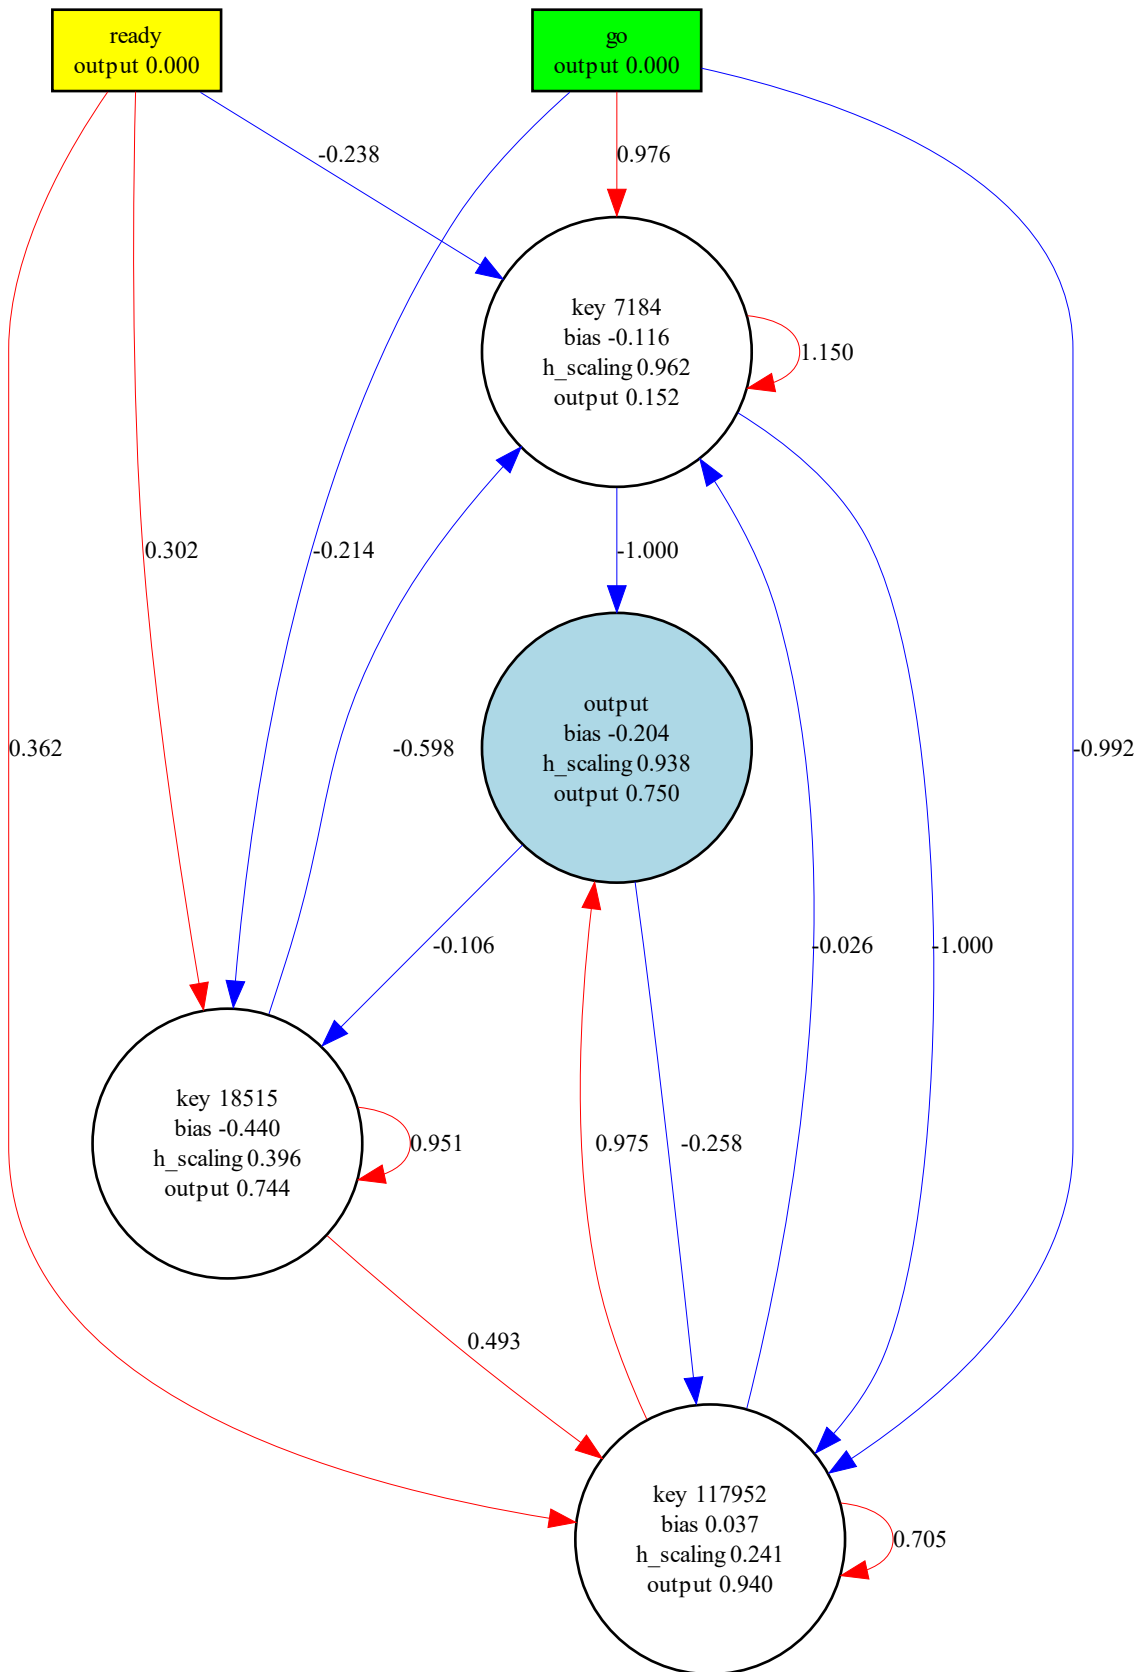 ready
output 0.000
go
output 0.000
-0.238
0.976
key 7184
bias -0.116
h_scaling 0.962
output 0.152
1.150
0.302
-0.214
-1.000
output
bias -0.204
h_scaling 0.938
output 0.750
0.362
-0.598
-0.992
-0.106
-0.026
-1.000
key 18515
bias -0.440
h_scaling 0.396
output 0.744
0.951
0.975
-0.258
0.493
key 117952
bias 0.037
h_scaling 0.241
output 0.940
0.705